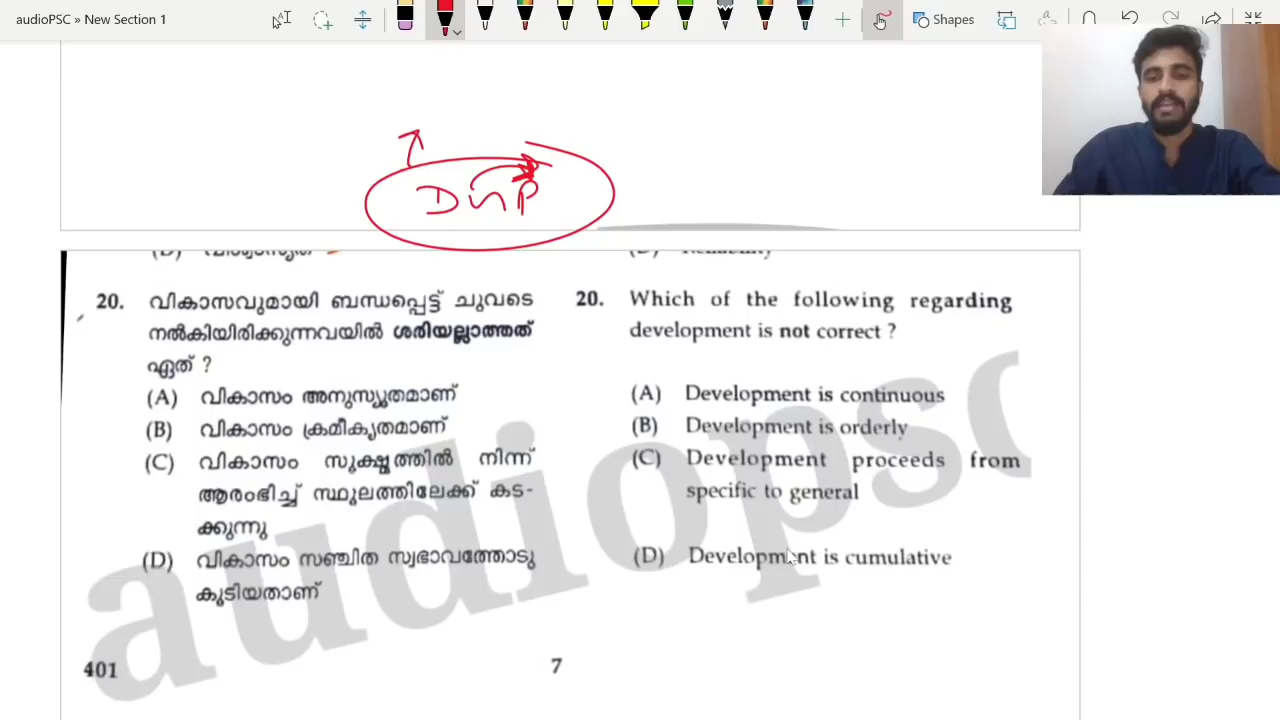 audioPSC » New Section 1
Shapes
DMP
20. വികാസവുമായി ബന്ധപ്പെട്ട് ചുവടെ
നൽകിയിരിക്കുന്നവയിൽ ശരിയല്ലാത്തത്
ഏത് ?
(A) വികാസം അനുസ്യൂതമാണ്
(B) വികാസം ക്രമീകൃതമാണ്
(C) വികാസം സൂക്ഷ്മത്തിൽ നിന്ന്
ആരംഭിച്ച് സ്ഥൂലത്തിലേക്ക് കട-
ക്കുന്നു
(D) വികാസം സഞ്ചിത സ്വഭാവത്തോടു
കൂടിയതാണ്
20. Which of the following regarding
development is not correct ?
(A) Development is continuous
(B) Development is orderly
(C) Development proceeds from
specific to general
(D) Development is cumulative
audiopsc
401
7